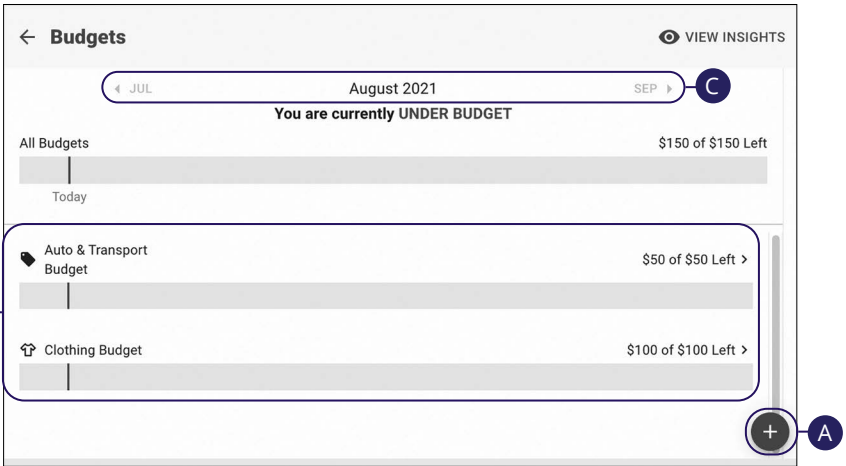 Budgets
VIEW INSIGHTS
JUL August 2021 SEP
C
You are currently UNDER BUDGET
All Budgets $150 of $150 Left
Today
Auto & Transport
Budget
$50 of $50 Left
Clothing Budget $100 of $100 Left
+
A